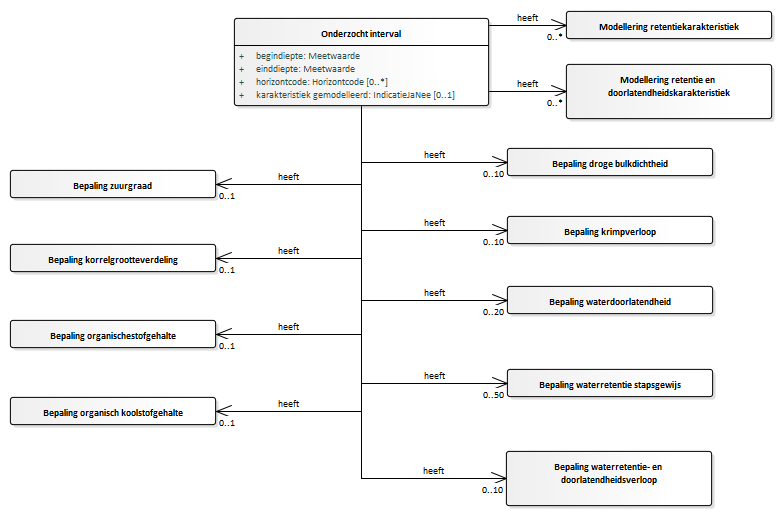 Onderzocht interval
+ begindiepte: Meetwaarde
+ einddiepte: Meetwaarde
+ horizontcode: Horizontcode [0..*]
+ karakteristiek gemodelleerd: IndicatieJaNee [0..1]
heeft
0..*
Modellering retentiekarakteristiek
heeft
0..*
Modellering retentie en
doorlatendheidskarakteristiek
heeft
0..10
Bepaling droge bulkdichtheid
heeft
0..1
Bepaling zuurgraad
heeft
0..10
Bepaling krimpverloop
heeft
0..1
Bepaling korrelgrootteverdeling
heeft
0..20
Bepaling waterdoorlatendheid
heeft
0..1
Bepaling organischestofgehalte
heeft
0..50
Bepaling waterretentie stapsgewijs
heeft
0..1
Bepaling organisch koolstofgehalte
heeft
0..10
Bepaling waterretentie- en
doorlatendheidsverloop